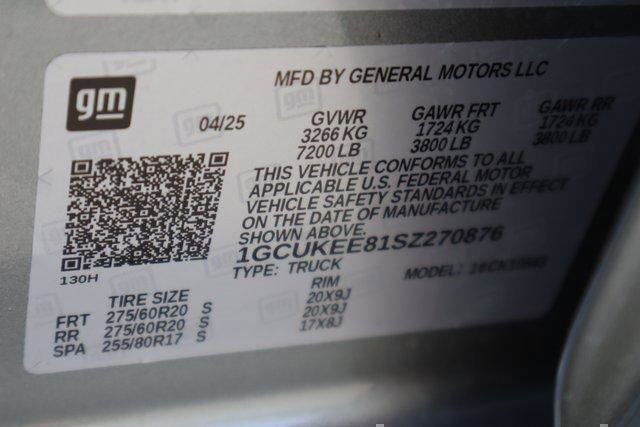 gm
MFD BY GENERAL MOTORS LLC
04/25 GVWR GAWR FRT GAWR RR
3266 KG 1724 KG 1724 KG
7200 LB 3800 LB 3800 LB
THIS VEHICLE CONFORMS TO ALL
APPLICABLE U.S. FEDERAL MOTOR
VEHICLE SAFETY STANDARDS IN EFFECT
ON THE DATE OF MANUFACTURE
SHOWN ABOVE.
1GCUKEE81SZ270876
130H
TYPE: TRUCK MODEL:
TIRE SIZE RIM
FRT 275/60R20 S 20X9J
RR 275/60R20 S 20X9J
SPA 255/80R17 S 17X8J